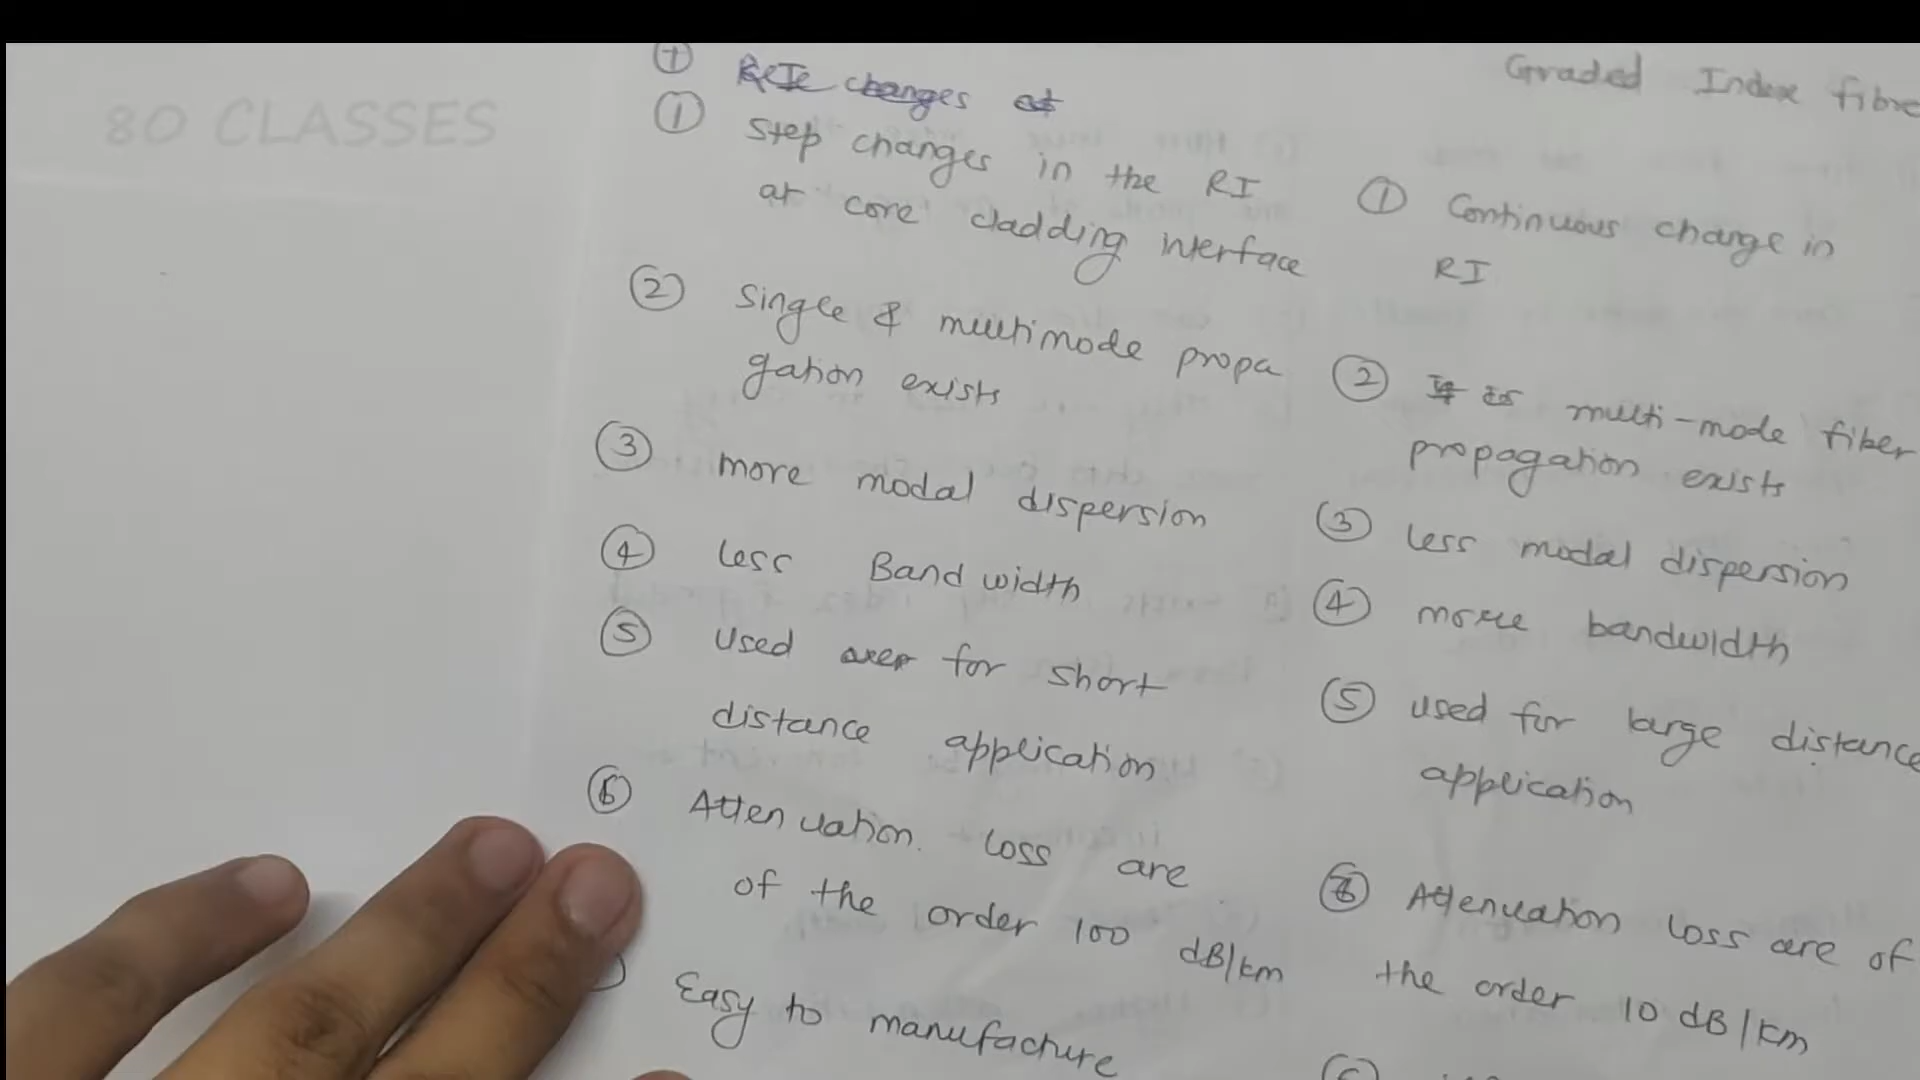 80 CLASSES
Graded Index fibre
RI changes at
① Step changes in the RI
at core cladding interface
② Single & multimode propa
gation exists
③ more modal dispersion
④ less Band width
⑤ used for short
distance application
⑥ Attenuation loss are
of the order 100 dB/km
Easy to manufacture
① Continuous change in
RI
② It is multi-mode fiber
propagation exists
③ less modal dispersion
④ more bandwidth
⑤ used for large distance
application
⑥ Attenuation loss are of
the order 10 dB/km